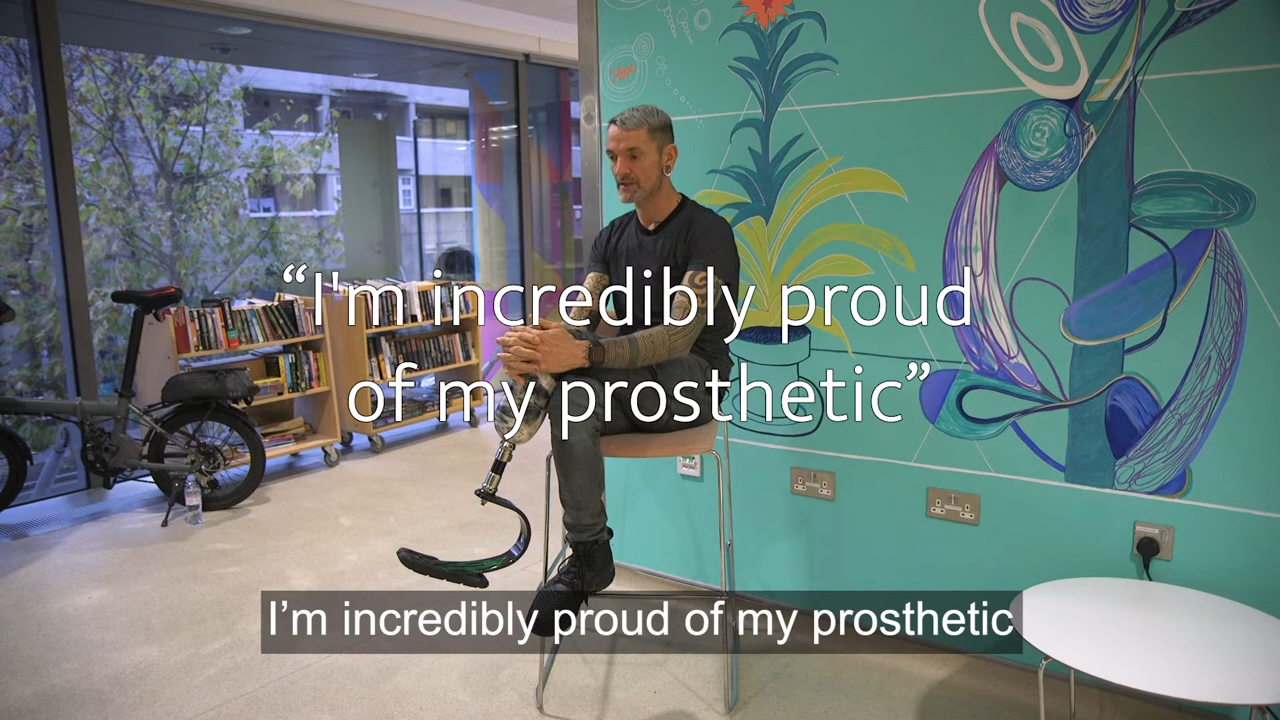 “I'm incredibly proud
of my prosthetic”
I’m incredibly proud of my prosthetic